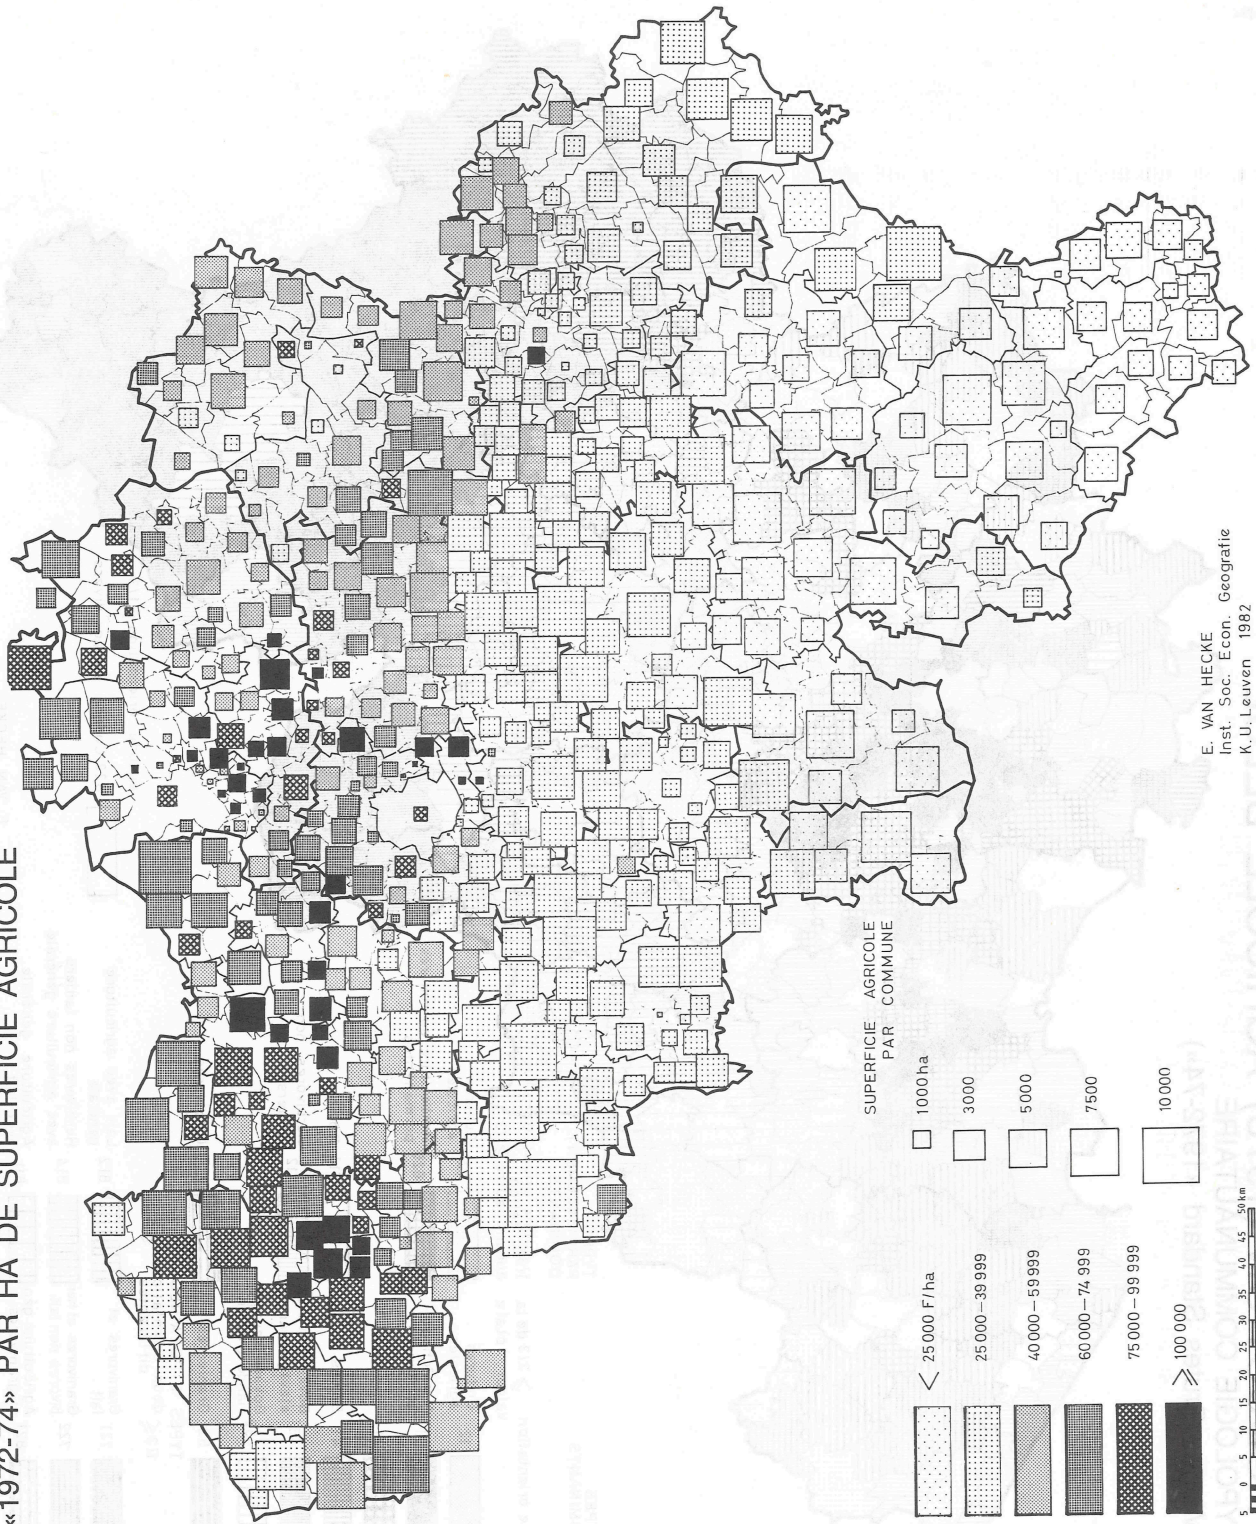 «1972-74» PAR HA DE SUPERFICIE AGRICOLE
SUPERFICIE AGRICOLE
PAR COMMUNE
1000 ha
3000
5000
7500
10 000
< 25 000 F/ha
25 000 — 39 999
40 000 — 59 999
60 000 — 74 999
75 000 — 99 999
⩾ 100 000
5 0 5 10 15 20 25 30 35 40 45 50 km
E. VAN HECKE
Inst. Soc. Econ. Geografie
K.U. Leuven 1982